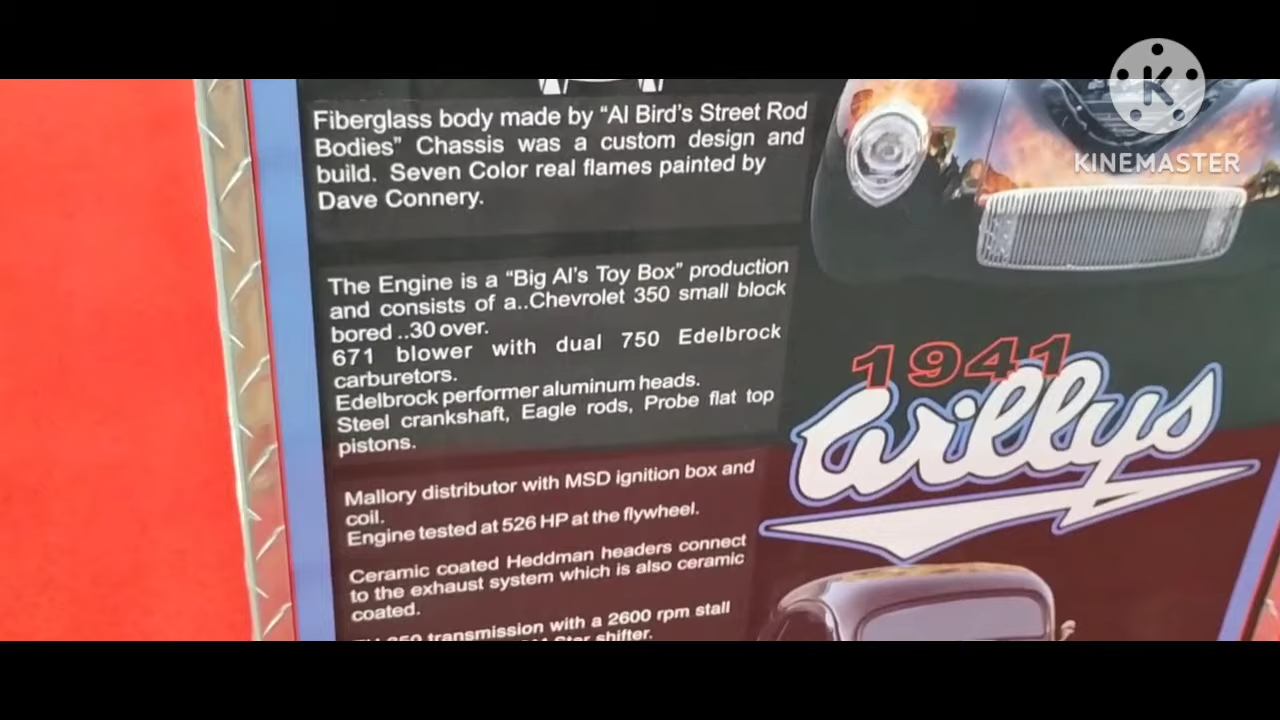 Fiberglass body made by “Al Bird’s Street Rod
Bodies” Chassis was a custom design and
build. Seven Color real flames painted by
Dave Connery.
The Engine is a “Big Al’s Toy Box” production
and consists of a..Chevrolet 350 small block
bored ..30 over.
671 blower with dual 750 Edelbrock
carburetors.
Edelbrock performer aluminum heads.
Steel crankshaft, Eagle rods, Probe flat top
pistons.
Mallory distributor with MSD ignition box and
coil.
Engine tested at 526 HP at the flywheel.
Ceramic coated Heddman headers connect
to the exhaust system which is also ceramic
coated.
350 transmission with a 2600 rpm stall
Star shifter.
1941
Willys
K
KINEMASTER